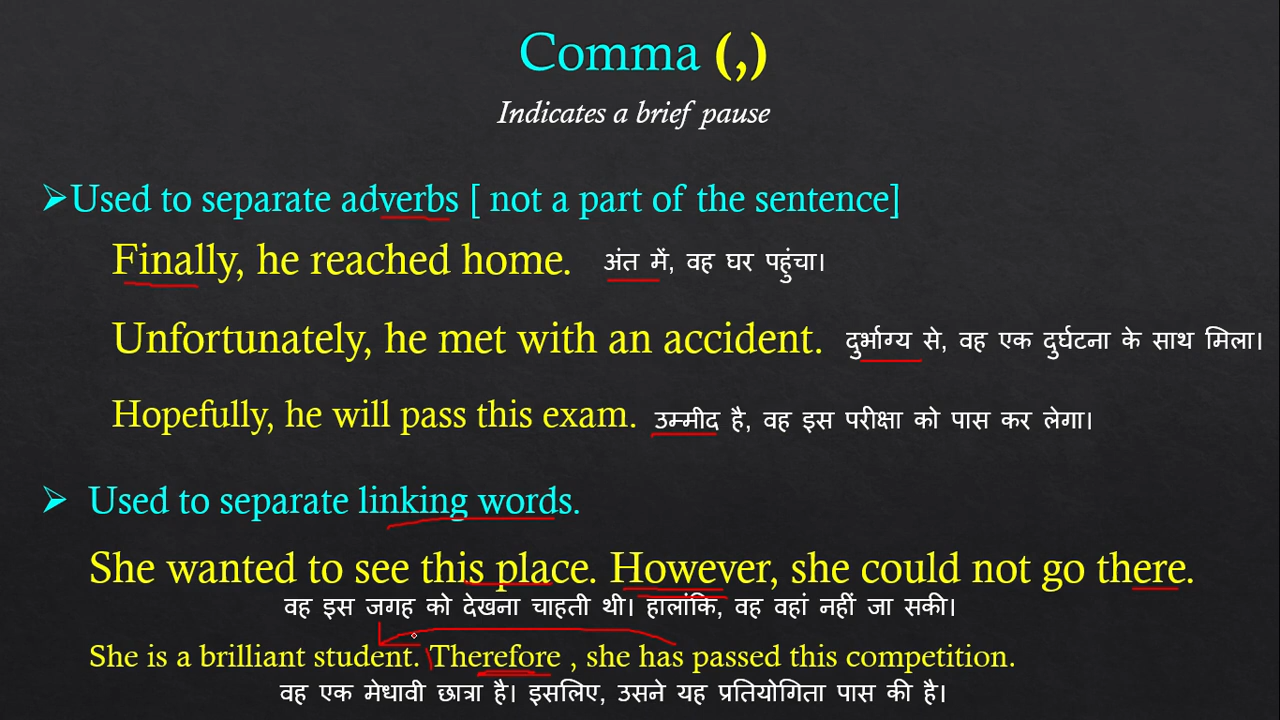 Comma (,)
Indicates a brief pause
➢Used to separate adverbs [ not a part of the sentence]
Finally, he reached home. अंत में, वह घर पहुंचा।
Unfortunately, he met with an accident. दुर्भाग्य से, वह एक दुर्घटना के साथ मिला।
Hopefully, he will pass this exam. उम्मीद है, वह इस परीक्षा को पास कर लेगा।
➢ Used to separate linking words.
She wanted to see this place. However, she could not go there.
वह इस जगह को देखना चाहती थी। हालांकि, वह वहां नहीं जा सकी।
She is a brilliant student. Therefore , she has passed this competition.
वह एक मेधावी छात्रा है। इसलिए, उसने यह प्रतियोगिता पास की है।